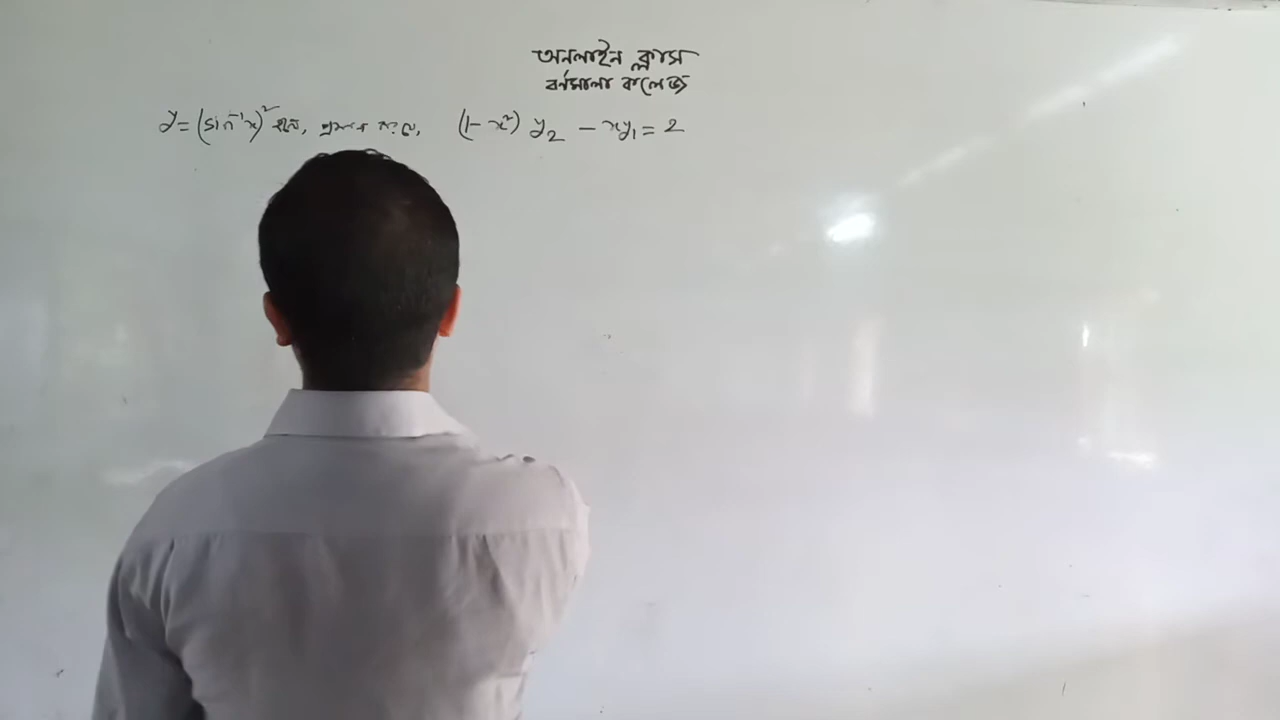 অনলাইন ক্লাস
বর্ণমালা কলেজ
y = (sin⁻¹x)² হলে, প্রমাণ কর যে, (1 - x²) y₂ - xy₁ = 2